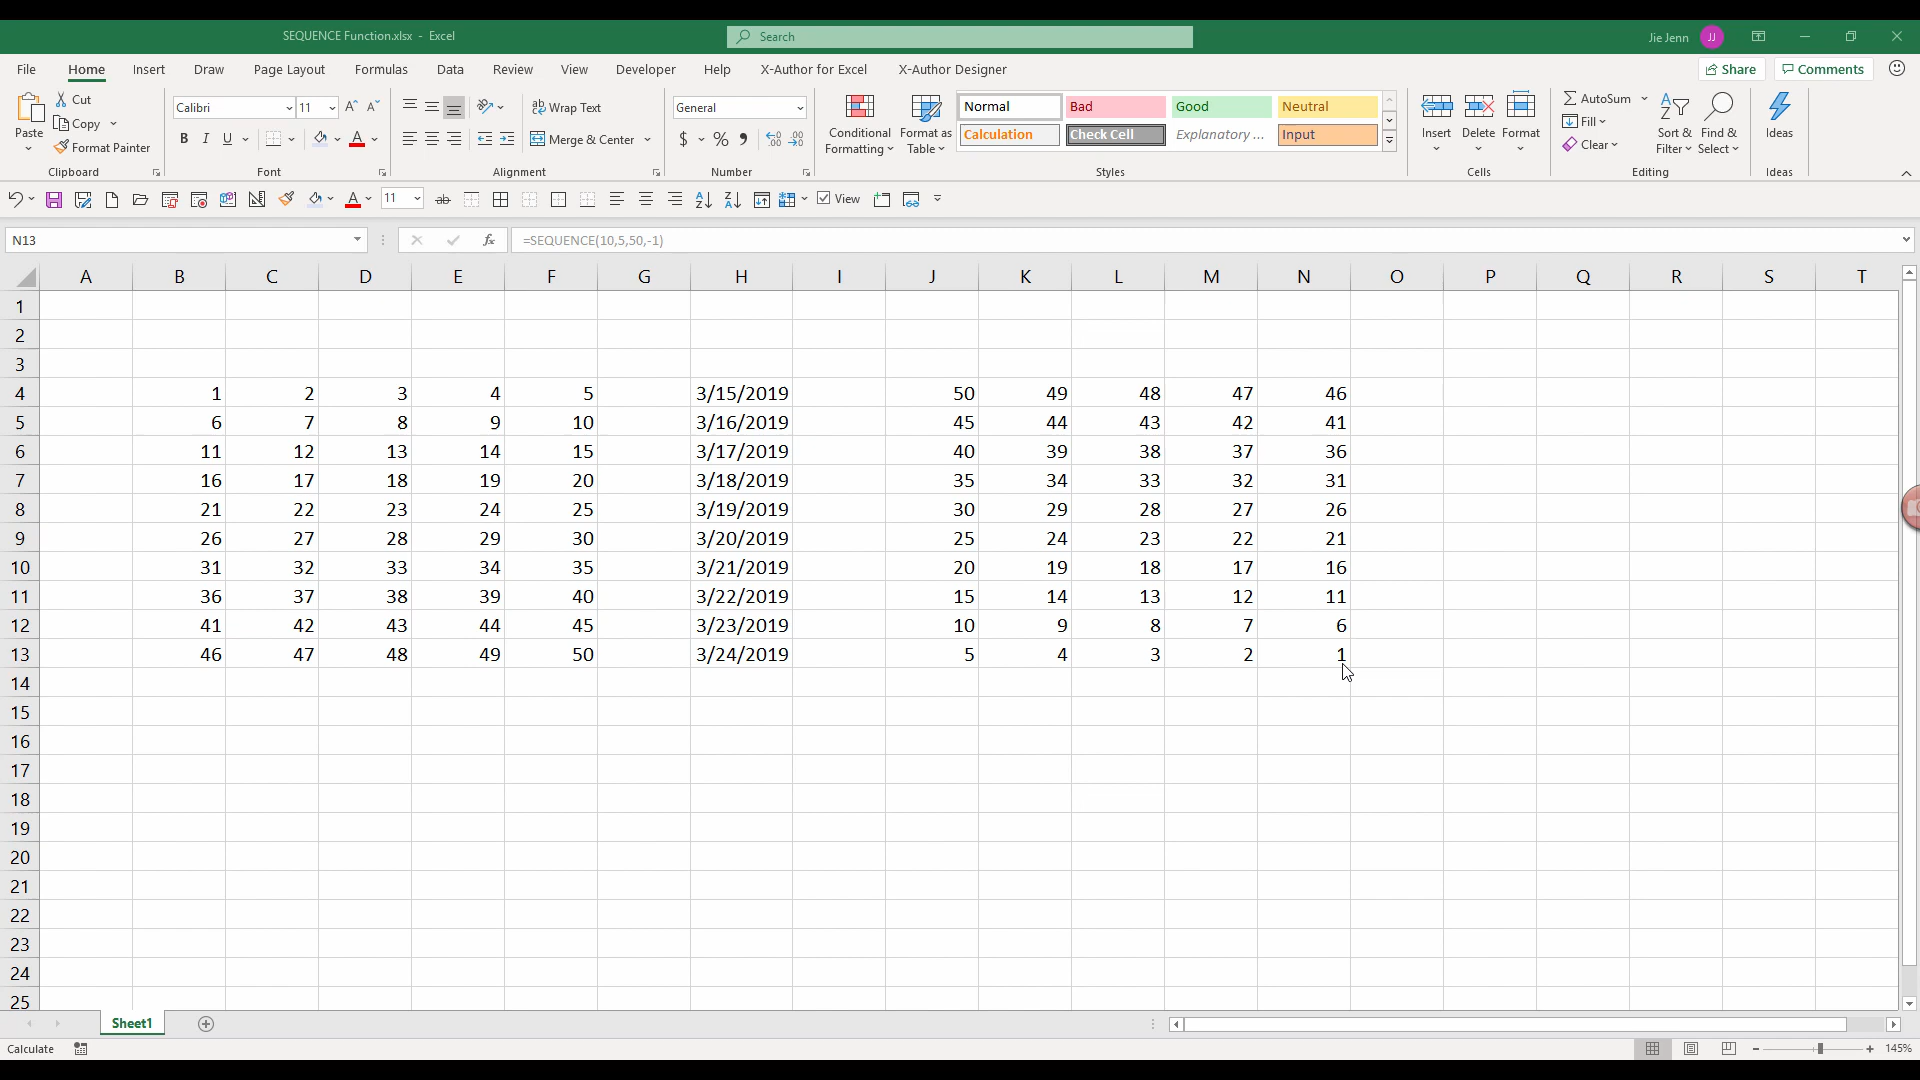 SEQUENCE Function.xlsx - Excel
Search
Jie Jenn JJ
File Home Insert Draw Page Layout Formulas Data Review View Developer Help X-Author for Excel X-Author Designer Share Comments
Paste Cut Copy Format Painter
Clipboard
Calibri 11
B I U A
Font
Wrap Text
Merge & Center
Alignment
General
$ % 9
Number
Conditional Formatting
Format as Table
Normal Bad Good Neutral
Calculation Check Cell Explanatory ... Input
Styles
Insert Delete Format
Cells
AutoSum
Fill
Clear
Sort & Filter
Find & Select
Editing
Ideas
Ideas
11 ab View
N13 fx =SEQUENCE(10,5,50,-1)
A B C D E F G H I J K L M N O P Q R S T
1
2
3
4 1 2 3 4 5 3/15/2019 50 49 48 47 46
5 6 7 8 9 10 3/16/2019 45 44 43 42 41
6 11 12 13 14 15 3/17/2019 40 39 38 37 36
7 16 17 18 19 20 3/18/2019 35 34 33 32 31
8 21 22 23 24 25 3/19/2019 30 29 28 27 26
9 26 27 28 29 30 3/20/2019 25 24 23 22 21
10 31 32 33 34 35 3/21/2019 20 19 18 17 16
11 36 37 38 39 40 3/22/2019 15 14 13 12 11
12 41 42 43 44 45 3/23/2019 10 9 8 7 6
13 46 47 48 49 50 3/24/2019 5 4 3 2 1
14
15
16
17
18
19
20
21
22
23
24
25
Sheet1
Calculate
145%